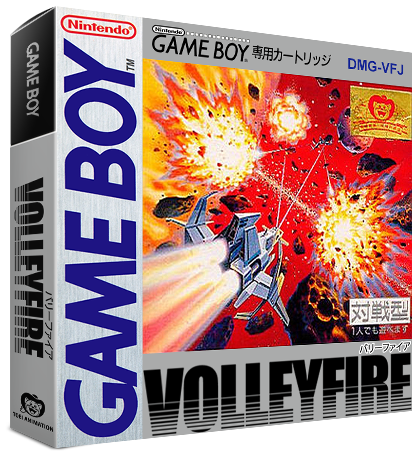 GAME BOY
VOLLEYFIRE
バリーファイア
TOEI ANIMATION
Nintendo
GAME BOY
TM
Nintendo
GAME BOY 専用カートリッジ
DMG-VFJ
対戦型
1人でも遊べます
バリーファイア
VOLLEYFIRE